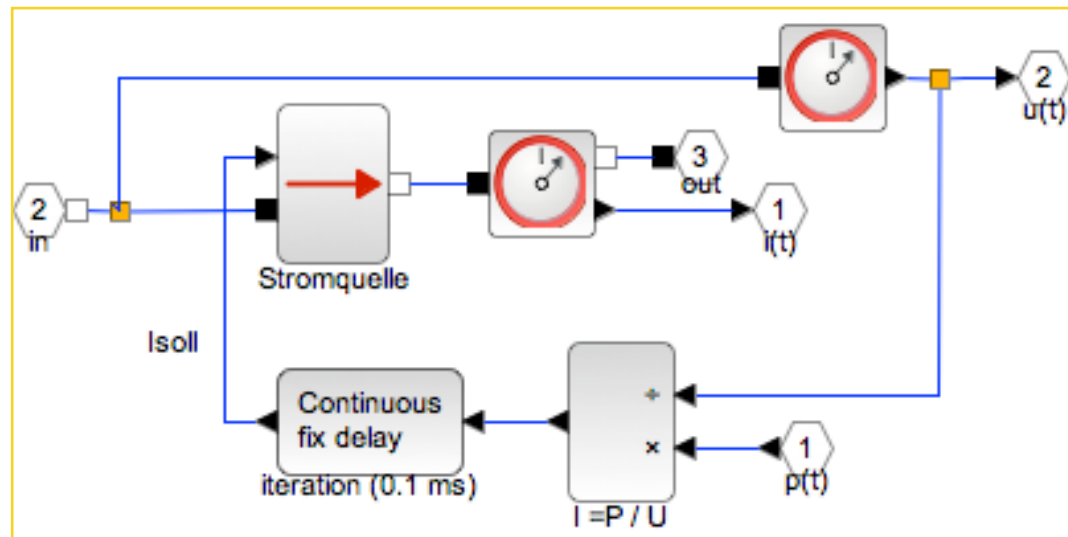 2
u(t)
3
out
1
i(t)
2
in
Stromquelle
Isoll
Continuous
fix delay
iteration (0.1 ms)
÷
×
I =P / U
1
p(t)